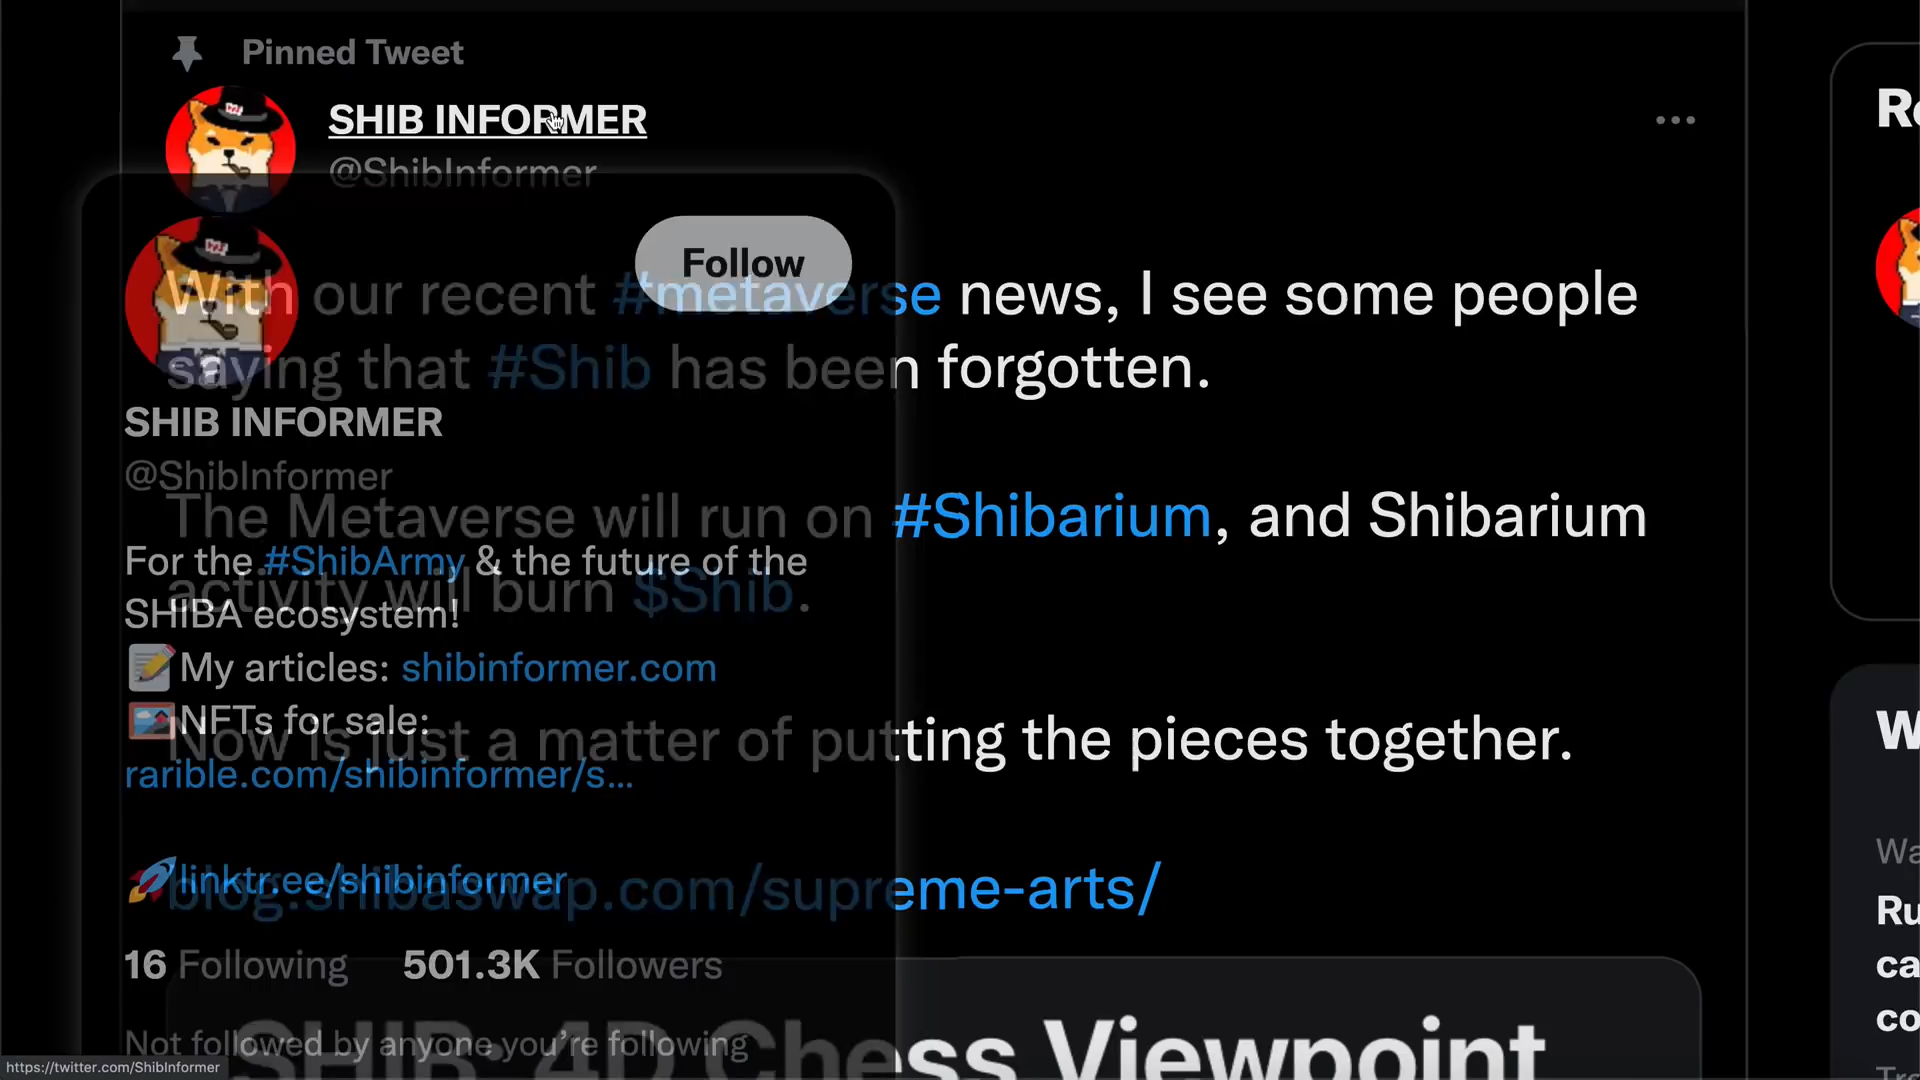 Pinned Tweet
SHIB INFORMER
@ShibInformer
With our recent #metaverse news, I see some people
saying that #Shib has been forgotten.
The Metaverse will run on #Shibarium, and Shibarium
activity will burn $Shib.
Now is just a matter of putting the pieces together.
blog.shibaswap.com/supreme-arts/
SHIB: 4D Chess Viewpoint
Follow
SHIB INFORMER
@ShibInformer
For the #ShibArmy & the future of the
SHIBA ecosystem!
My articles: shibinformer.com
NFTs for sale:
rarible.com/shibinformer/s...
linktr.ee/shibinformer
16 Following 501.3K Followers
Not followed by anyone you're following
https://twitter.com/ShibInformer